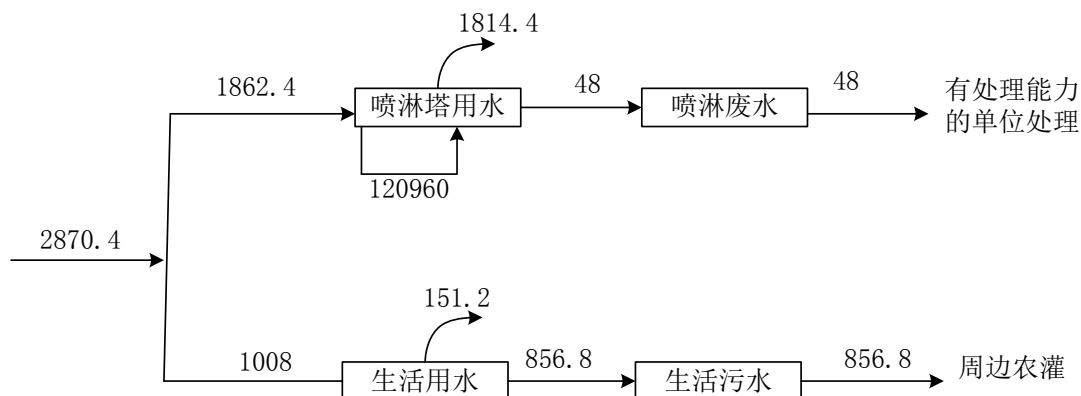 1814.4
1862.4
喷淋塔用水
48
喷淋废水
48
有处理能力
的单位处理
120960
2870.4
151.2
1008
生活用水
856.8
生活污水
856.8
周边农灌